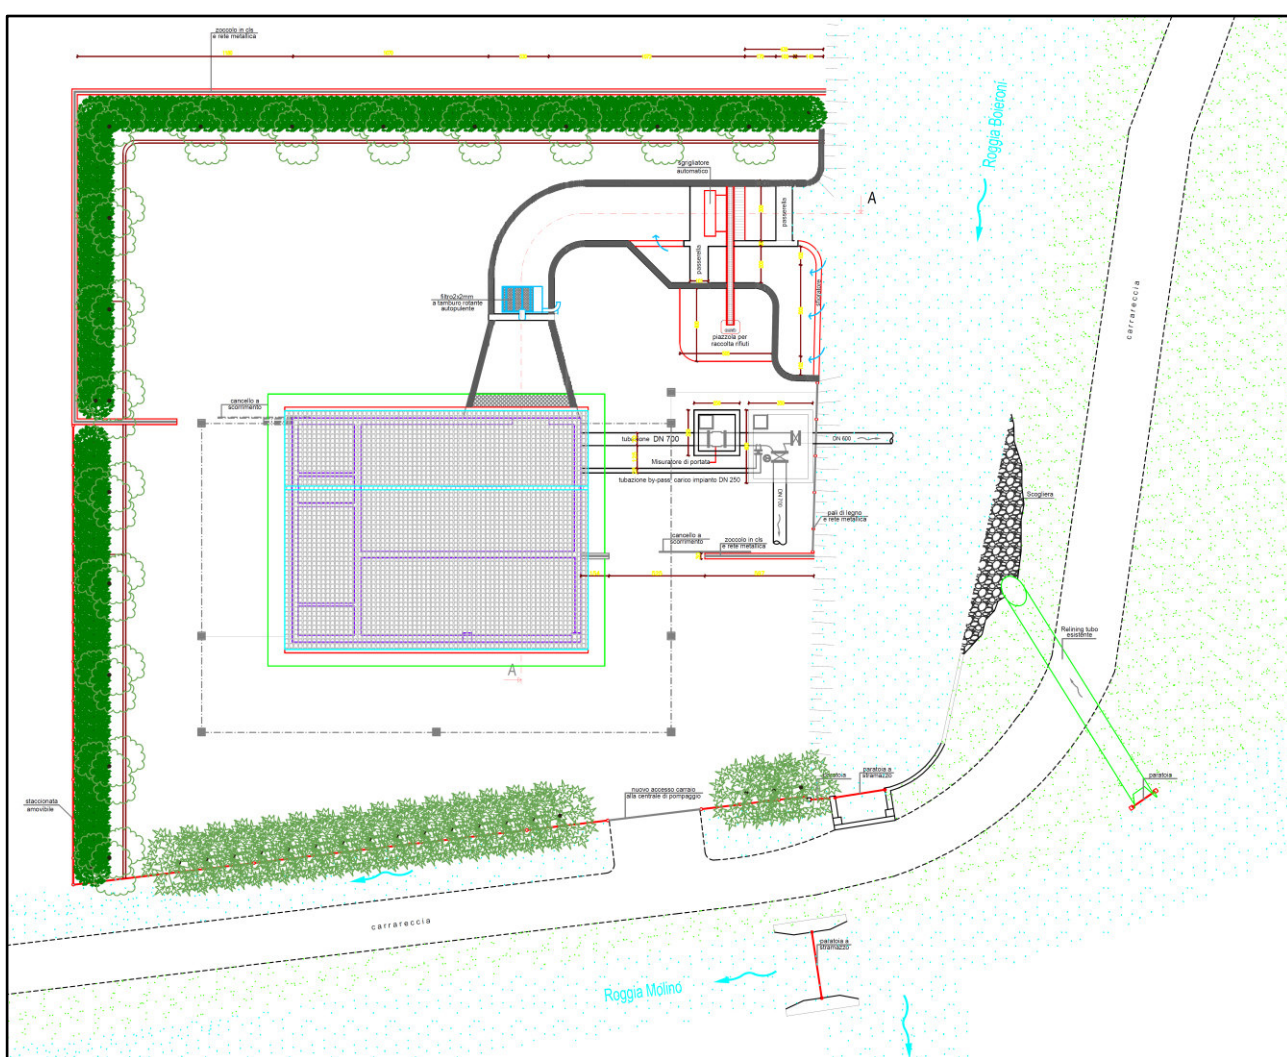 zoccolo in cls
e rete metallica
Roggia Boieroni
sgrigliatore
automatico
A
passerella
passerella
sfioratore
carrareccia
filtro2x2mm
a tamburo rotante
autopulente
piazzola per
raccolta rifiuti
cancello a
scorrimento
tubazione DN 700
DN 600
Misuratore di portata
tubazione by-pass carico impianto DN 250
DN 700
Scogliera
pali di legno
e rete metallica
cancello a
scorrimento
zoccolo in cls
e rete metallica
Relining tubo
esistente
A
paratoia a
stramazzo
paratoia
paratoia
nuovo accesso carraio
alla centrale di pompaggio
staccionata
amovibile
carrareccia
paratoia a
stramazzo
Roggia Molino